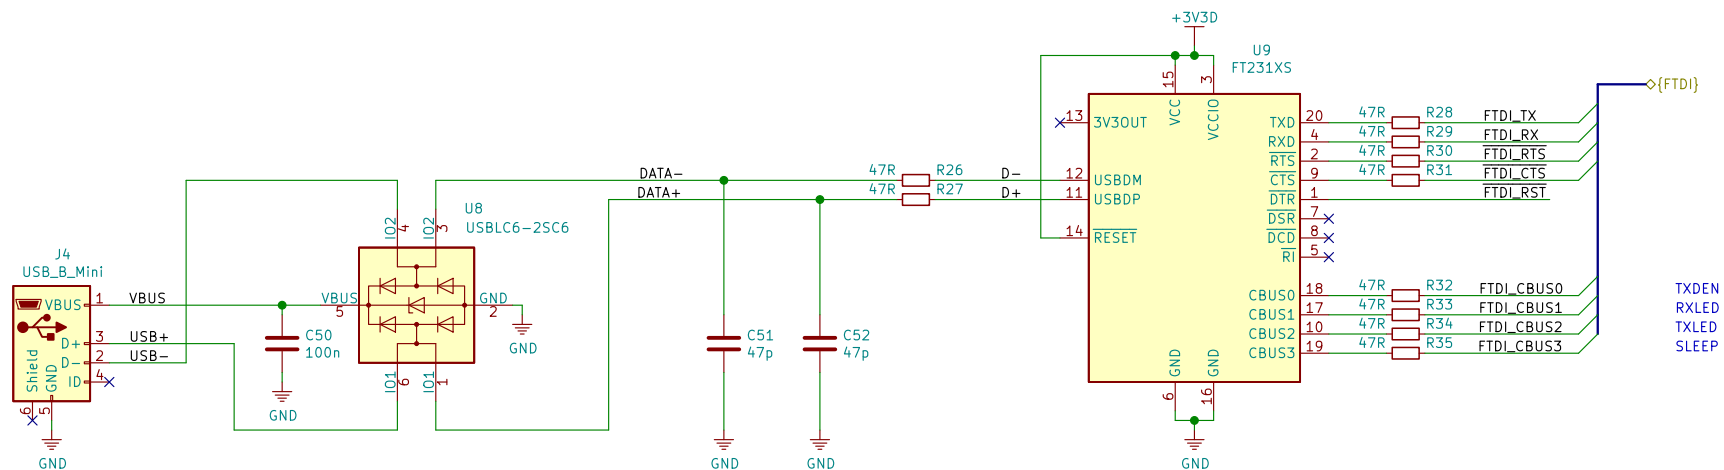 +3V3D
U9
FT231XS
{FTDI}
15
3
VCC
VCCIO
13
3V3OUT
TXD
20
47R
R28
FTDI_TX
RXD
4
47R
R29
FTDI_RX
RTS
2
47R
R30
FTDI_RTS
CTS
9
47R
R31
FTDI_CTS
DTR
1
FTDI_RST
DSR
7
DCD
8
RI
5
DATA-
47R
R26
D-
12
USBDM
DATA+
47R
R27
D+
11
USBDP
14
RESET
CBUS0
18
47R
R32
FTDI_CBUS0
TXDEN
CBUS1
17
47R
R33
FTDI_CBUS1
RXLED
CBUS2
10
47R
R34
FTDI_CBUS2
TXLED
CBUS3
19
47R
R35
FTDI_CBUS3
SLEEP
GND
GND
6
16
GND
U8
USBLC6-2SC6
IO2
4
IO2
3
VBUS
5
GND
2
GND
IO1
6
IO1
1
J4
USB_B_Mini
VBUS
1
VBUS
D+
3
USB+
D-
2
USB-
ID
4
Shield
GND
6
5
GND
C50
100n
GND
C51
47p
GND
C52
47p
GND